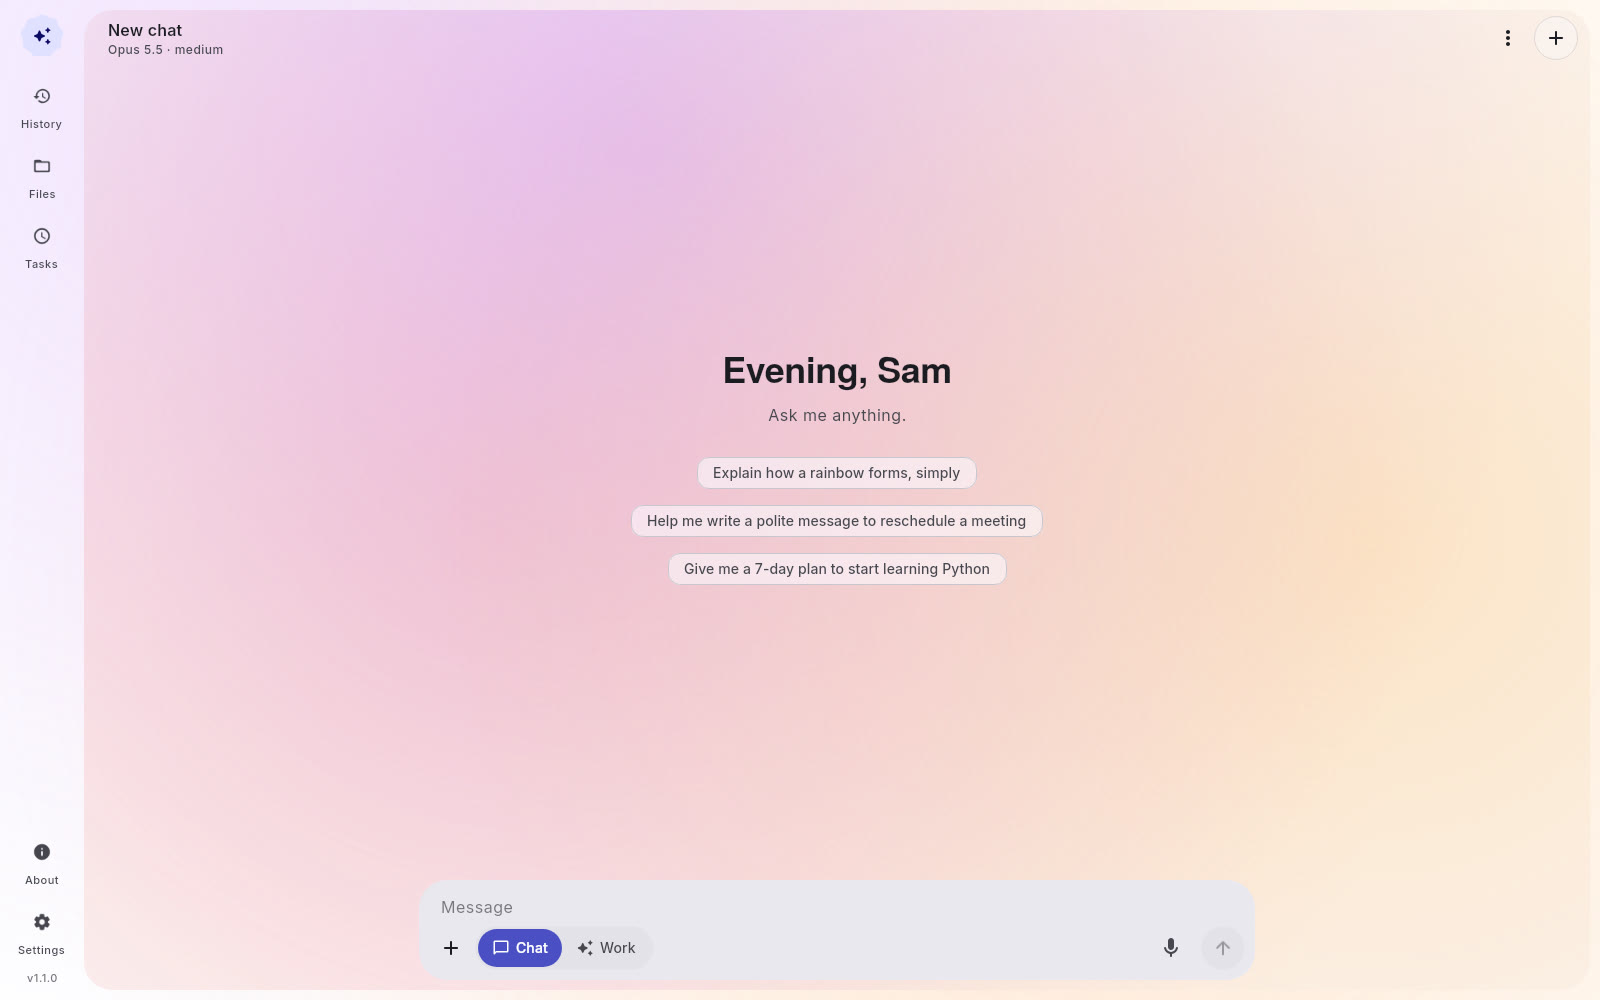 New chat
Opus 5.5 · medium
History
Files
Tasks
Evening, Sam
Ask me anything.
Explain how a rainbow forms, simply
Help me write a polite message to reschedule a meeting
Give me a 7-day plan to start learning Python
About
Settings
v1.1.0
Message
Chat
Work